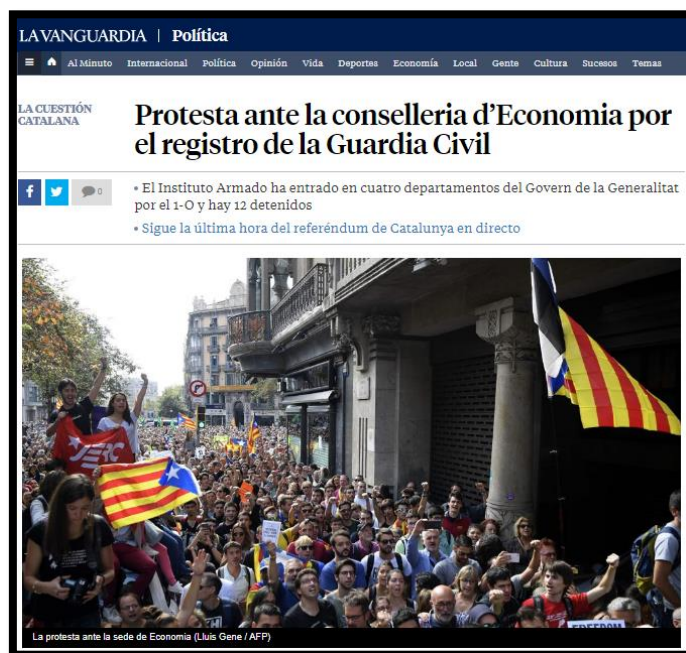 LA VANGUARDIA | Política
Al Minuto Internacional Política Opinión Vida Deportes Economía Local Gente Cultura Sucesos Temas
LA CUESTIÓN
CATALANA
Protesta ante la conselleria d’Economia por
el registro de la Guardia Civil
f 0
• El Instituto Armado ha entrado en cuatro departamentos del Govern de la Generalitat
por el 1-O y hay 12 detenidos
• Sigue la última hora del referéndum de Catalunya en directo
JERC
FREEDOM
La protesta ante la sede de Economia (Lluis Gene / AFP)